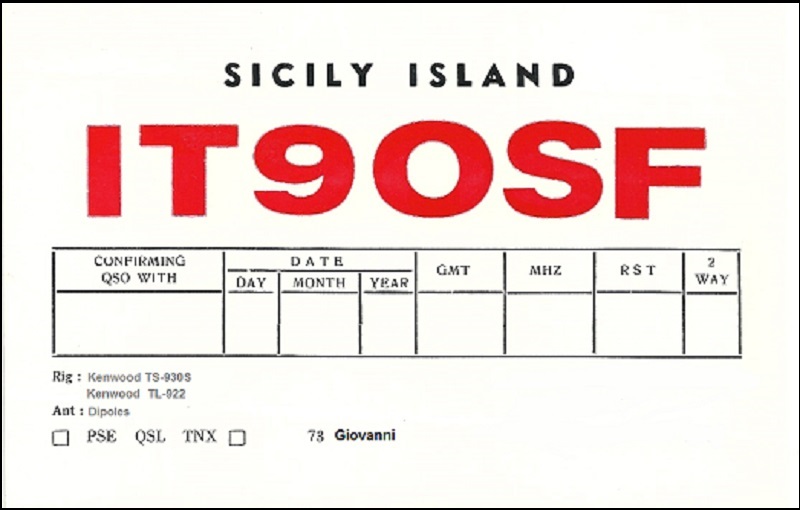 SICILY ISLAND
IT9OSF
CONFIRMING QSO WITH
DATE
DAY MONTH YEAR
GMT
MHZ
RST
2 WAY
Rig : Kenwood TS-930S
Kenwood TL-922
Ant : Dipoles
PSE QSL TNX
73 Giovanni